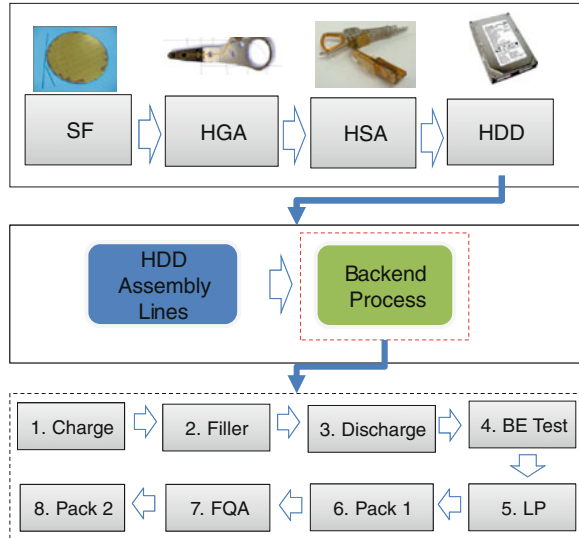 SF
HGA
HSA
HDD
HDD
Assembly
Lines
Backend
Process
1. Charge
2. Filler
3. Discharge
4. BE Test
5. LP
6. Pack 1
7. FQA
8. Pack 2